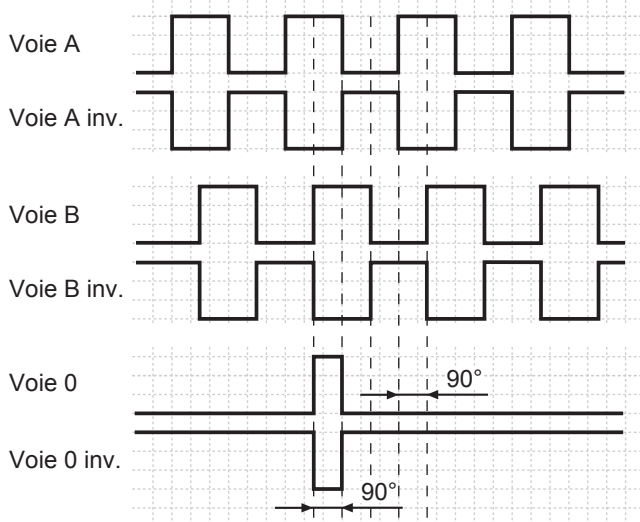 Voie A
Voie A inv.
Voie B
Voie B inv.
Voie 0
90°
Voie 0 inv.
90°